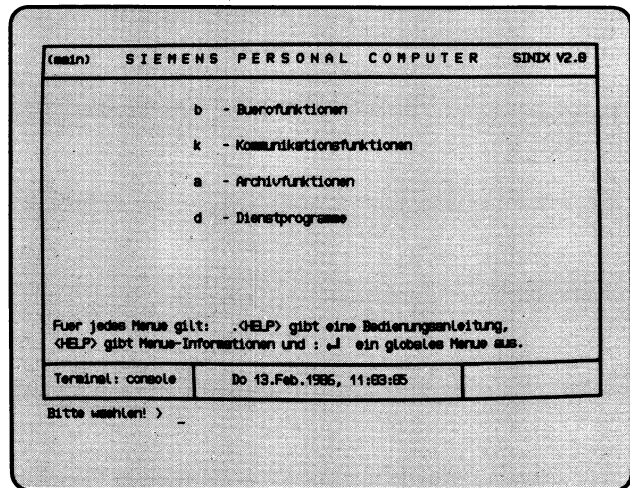 (main) SIEMENS PERSONAL COMPUTER SINIX V2.0
b - Buerofunktionen
k - Kommunikationsfunktionen
a - Archivfunktionen
d - Dienstprogramme
Fuer jedes Menue gilt: .<HELP> gibt eine Bedienungsanleitung,
<HELP> gibt Menue-Informationen und : ↵ ein globales Menue aus.
Terminal: console Do 13.Feb.1986, 11:03:05
Bitte waehlen! > _